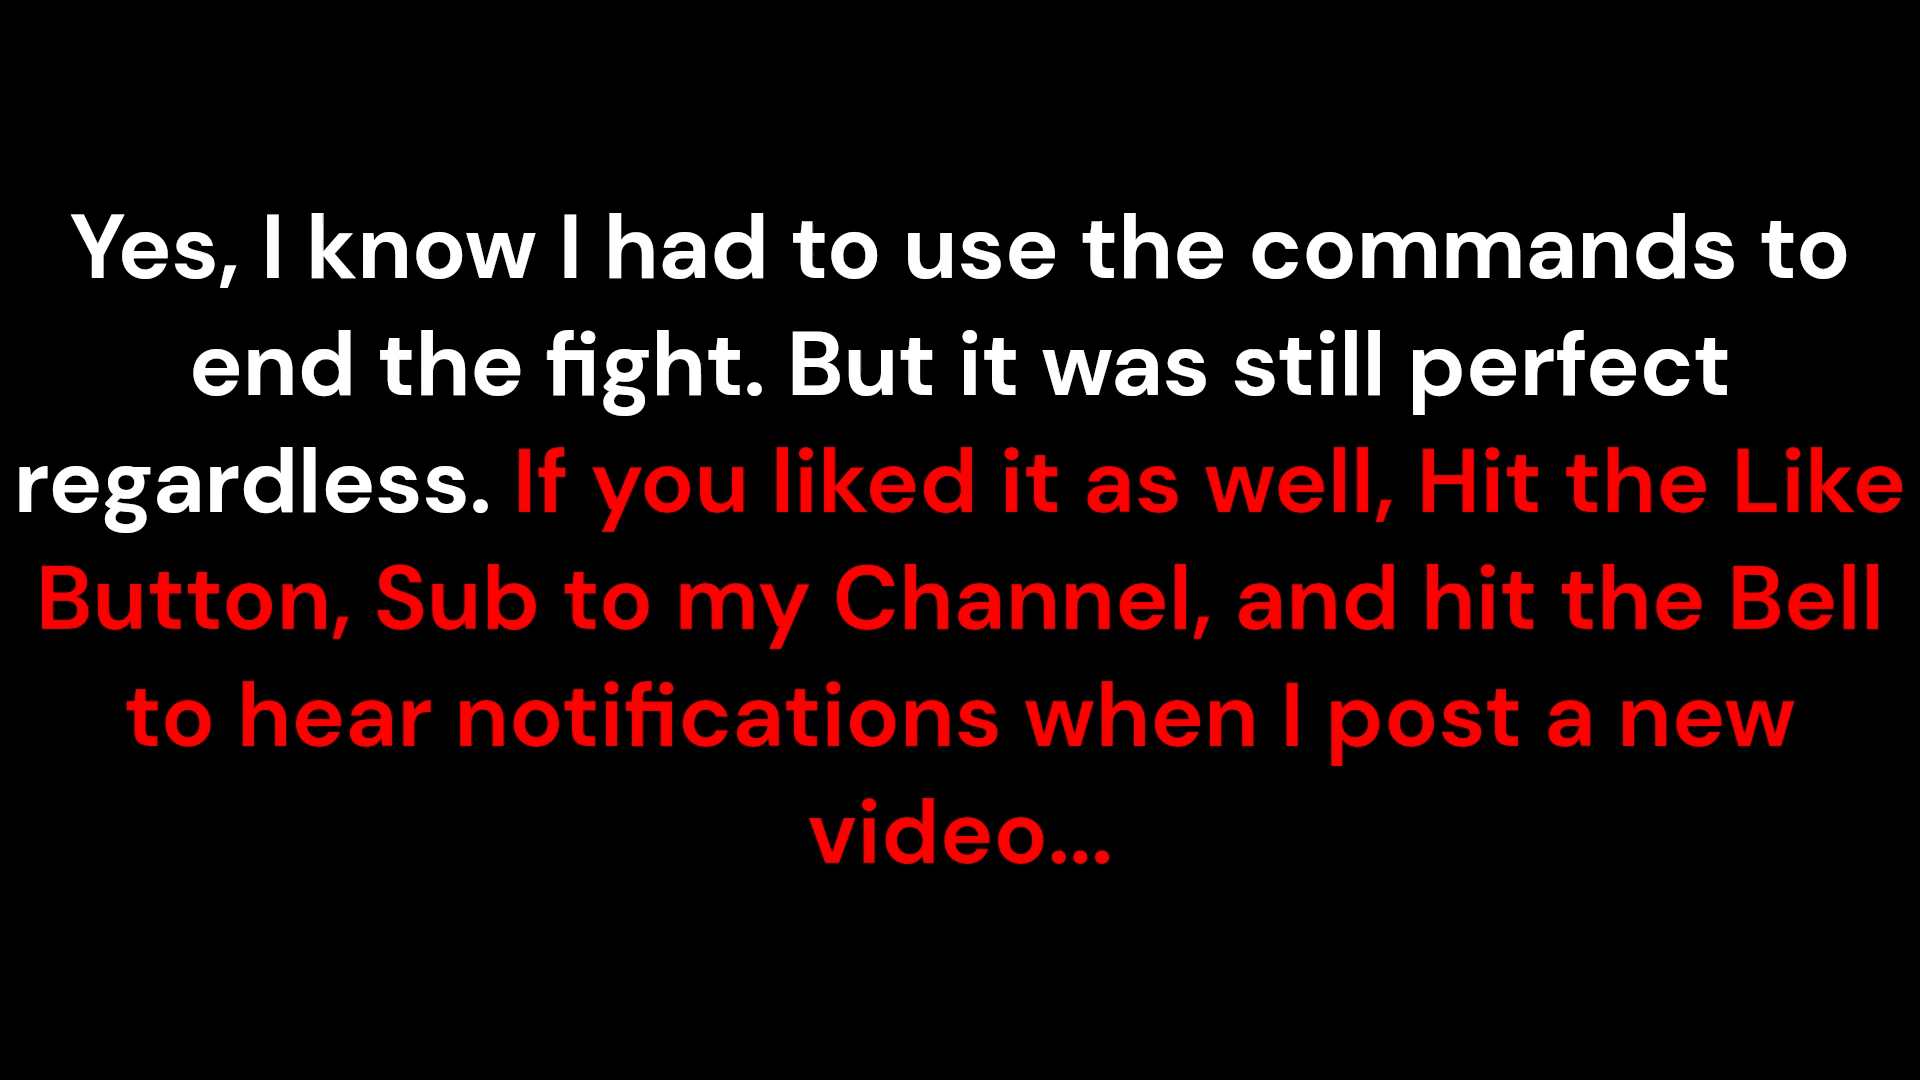 Yes, I know I had to use the commands to
end the fight. But it was still perfect
regardless. If you liked it as well, Hit the Like
Button, Sub to my Channel, and hit the Bell
to hear notifications when I post a new
video...